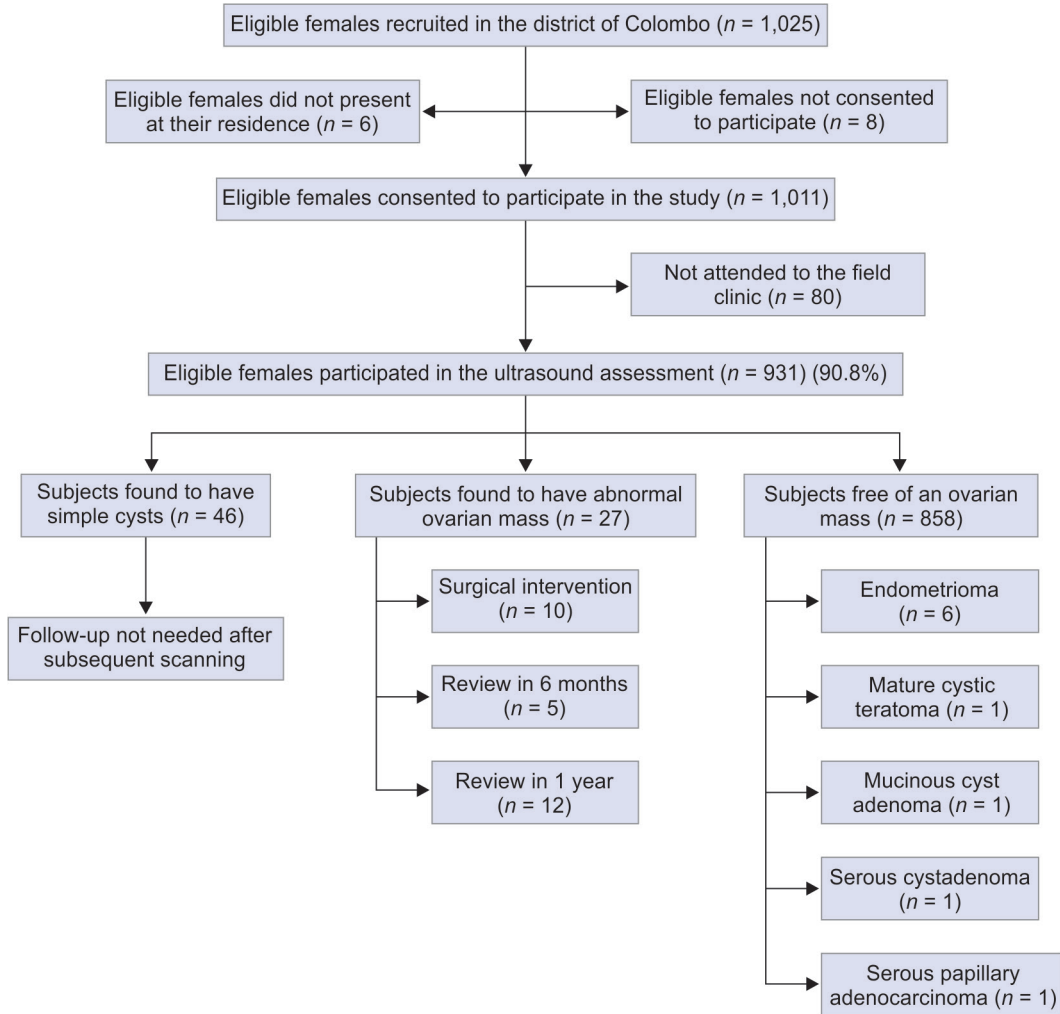 Eligible females recruited in the district of Colombo (n = 1,025)
Eligible females did not present
at their residence (n = 6)
Eligible females not consented
to participate (n = 8)
Eligible females consented to participate in the study (n = 1,011)
Not attended to the field
clinic (n = 80)
Eligible females participated in the ultrasound assessment (n = 931) (90.8%)
Subjects found to have
simple cysts (n = 46)
Follow-up not needed after
subsequent scanning
Subjects found to have abnormal
ovarian mass (n = 27)
Surgical intervention
(n = 10)
Review in 6 months
(n = 5)
Review in 1 year
(n = 12)
Subjects free of an ovarian
mass (n = 858)
Endometrioma
(n = 6)
Mature cystic
teratoma (n = 1)
Mucinous cyst
adenoma (n = 1)
Serous cystadenoma
(n = 1)
Serous papillary
adenocarcinoma (n = 1)